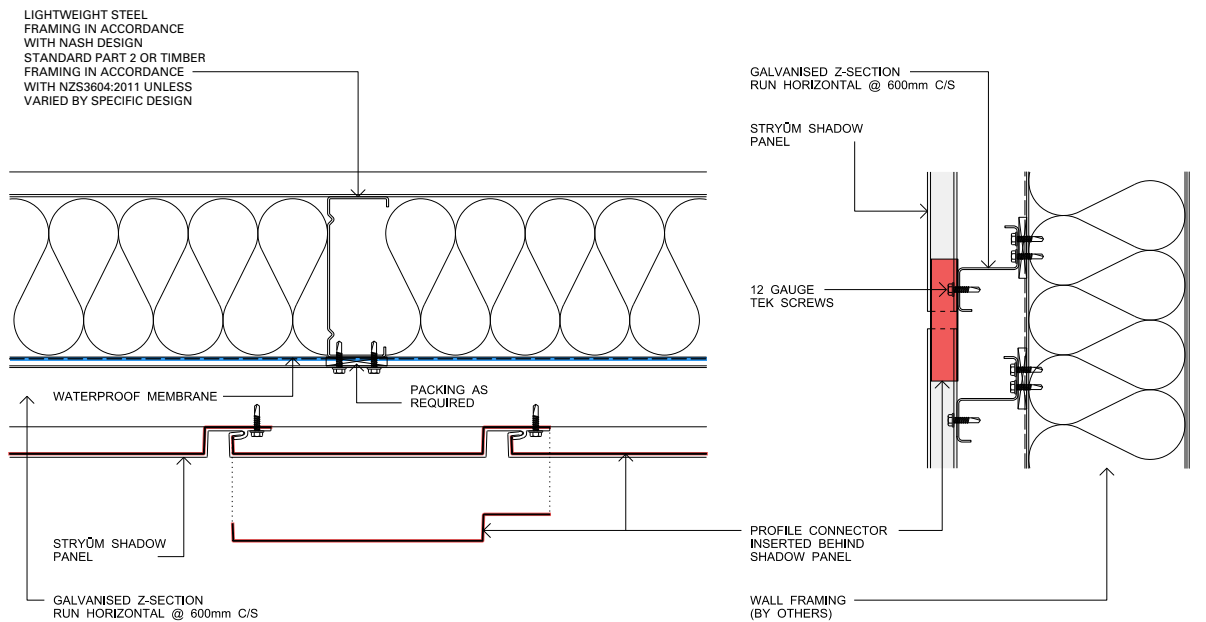 LIGHTWEIGHT STEEL
FRAMING IN ACCORDANCE
WITH NASH DESIGN
STANDARD PART 2 OR TIMBER
FRAMING IN ACCORDANCE
WITH NZS3604:2011 UNLESS
VARIED BY SPECIFIC DESIGN
WATERPROOF MEMBRANE
PACKING AS
REQUIRED
STRYŪM SHADOW
PANEL
GALVANISED Z-SECTION
RUN HORIZONTAL @ 600mm C/S
GALVANISED Z-SECTION
RUN HORIZONTAL @ 600mm C/S
STRYŪM SHADOW
PANEL
12 GAUGE
TEK SCREWS
PROFILE CONNECTOR
INSERTED BEHIND
SHADOW PANEL
WALL FRAMING
(BY OTHERS)